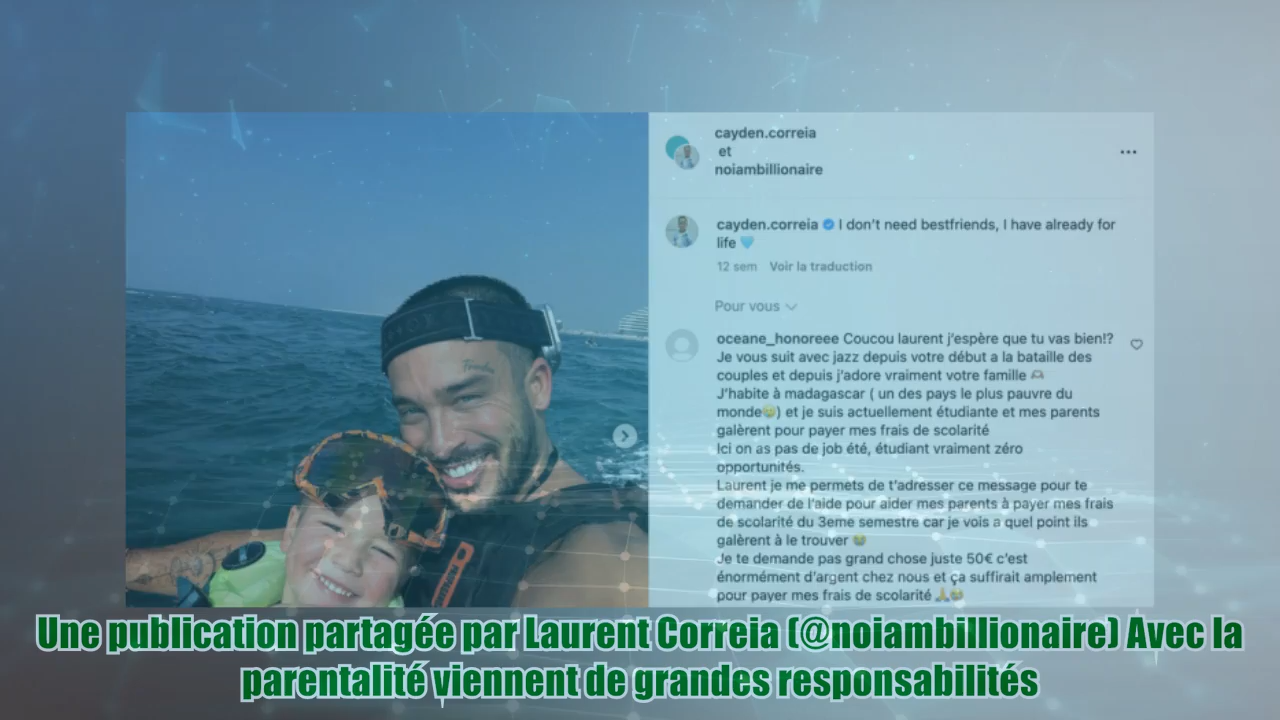 cayden.correia
et
noiambillionaire
cayden.correia I don't need bestfriends, I have already for
life 🩵
12 sem Voir la traduction
Pour vous
oceane_honoreee Coucou laurent j'espère que tu vas bien!?
Je vous suit avec jazz depuis votre début a la bataille des
couples et depuis j'adore vraiment votre famille 🫶
J'habite à madagascar ( un des pays le plus pauvre du
monde😭) et je suis actuellement étudiante et mes parents
galèrent pour payer mes frais de scolarité
Ici on as pas de job été, étudiant vraiment zéro
opportunités.
Laurent je me permets de t'adresser ce message pour te
demander de l'aide pour aider mes parents à payer mes frais
de scolarité du 3eme semestre car je vois a quel point ils
galèrent à le trouver 😭
Je te demande pas grand chose juste 50€ c'est
énormément d'argent chez nous et ça suffirait amplement
pour payer mes frais de scolarité 🙏😭
Une publication partagée par Laurent Correia (@noiambillionaire) Avec la
parentalité viennent de grandes responsabilités